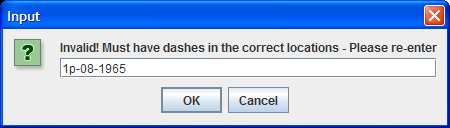 Input
Invalid! Must have dashes in the correct locations - Please re-enter
?
1p-08-1965
OK Cancel